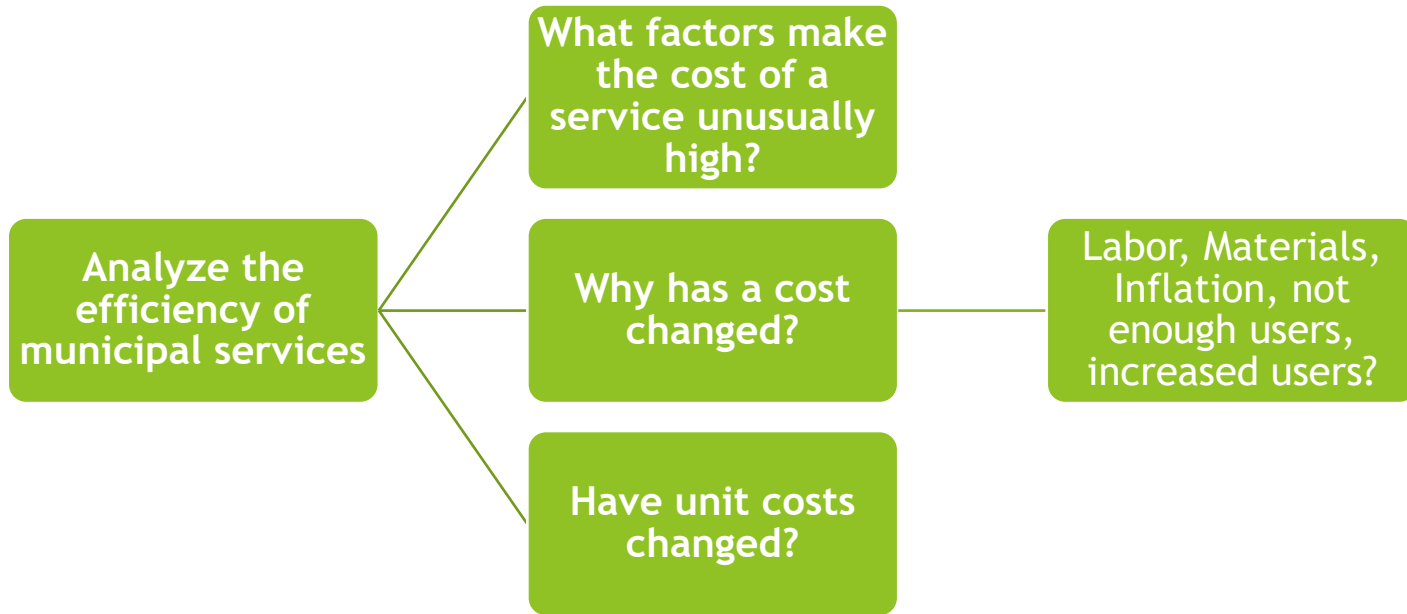 What factors make
the cost of a
service unusually
high?
Analyze the
efficiency of
municipal services
Why has a cost
changed?
Labor, Materials,
Inflation, not
enough users,
increased users?
Have unit costs
changed?